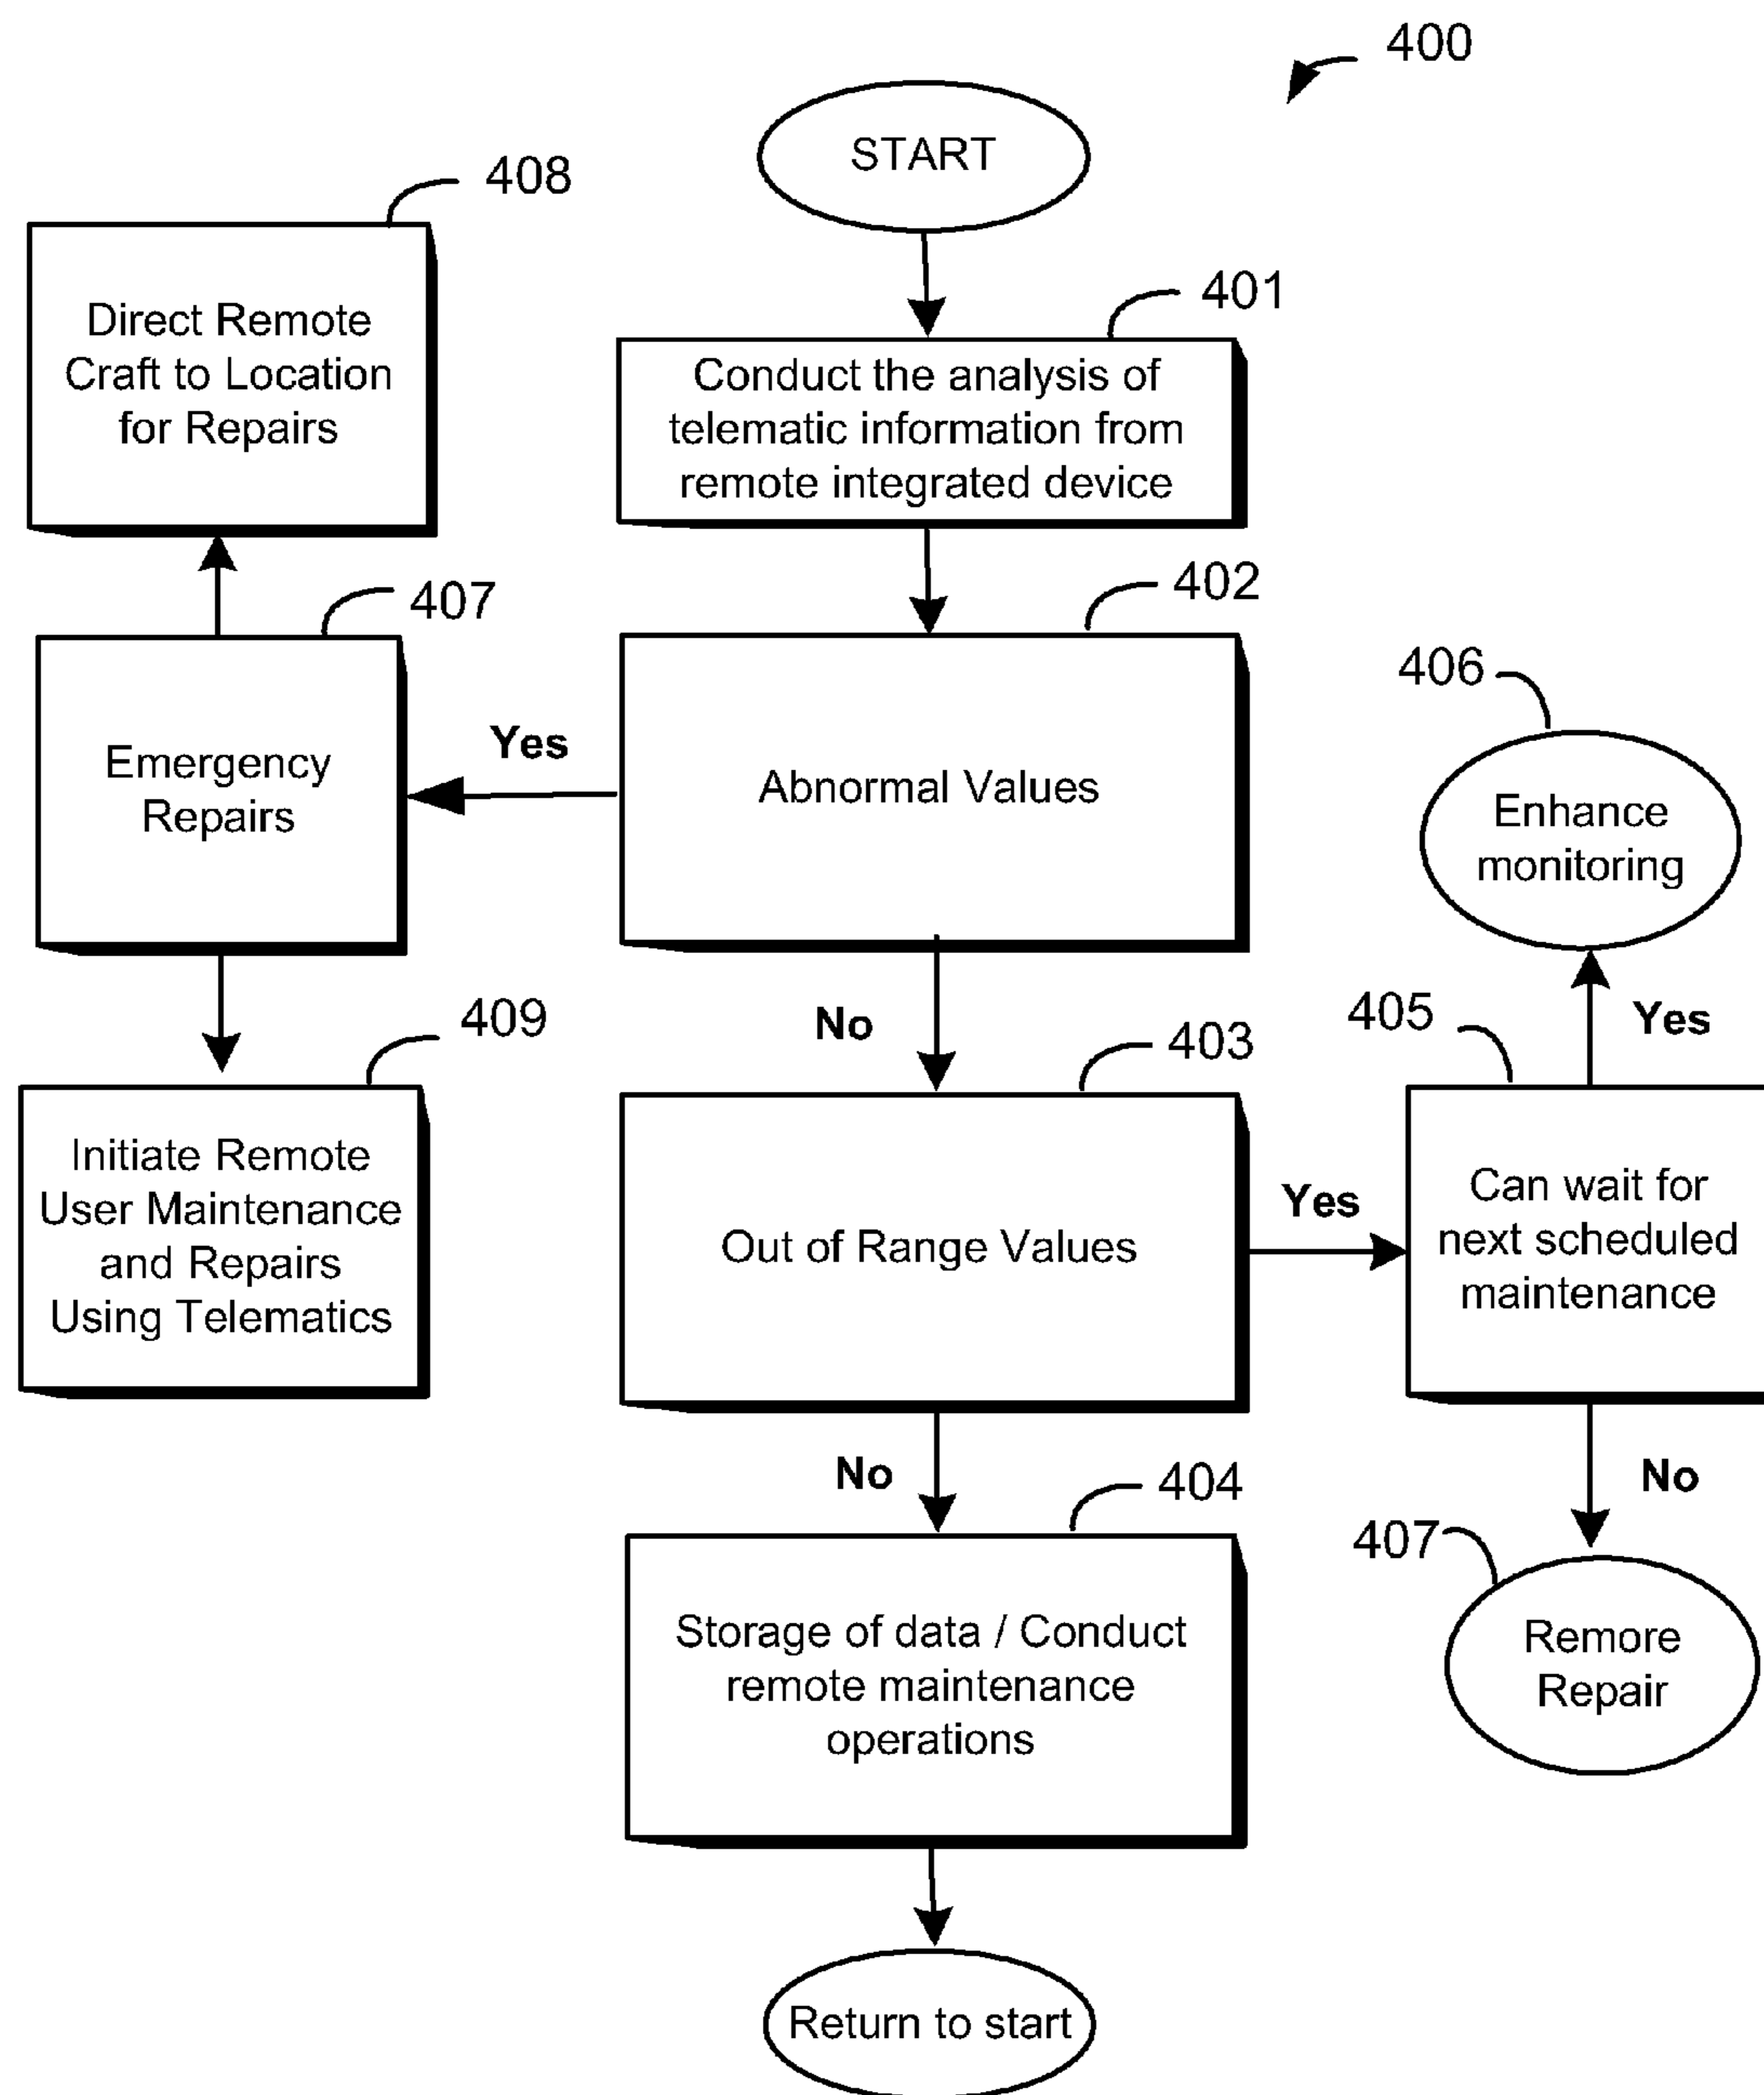 400
START
408
Direct Remote
Craft to Location
for Repairs
401
Conduct the analysis of
telematic information from
remote integrated device
407
Emergency
Repairs
Yes
402
Abnormal Values
406
Enhance
monitoring
409
Initiate Remote
User Maintenance
and Repairs
Using Telematics
No
403
Out of Range Values
Yes
405
Yes
Can wait for
next scheduled
maintenance
No
404
Storage of data / Conduct
remote maintenance
operations
No
407
Remore
Repair
Return to start